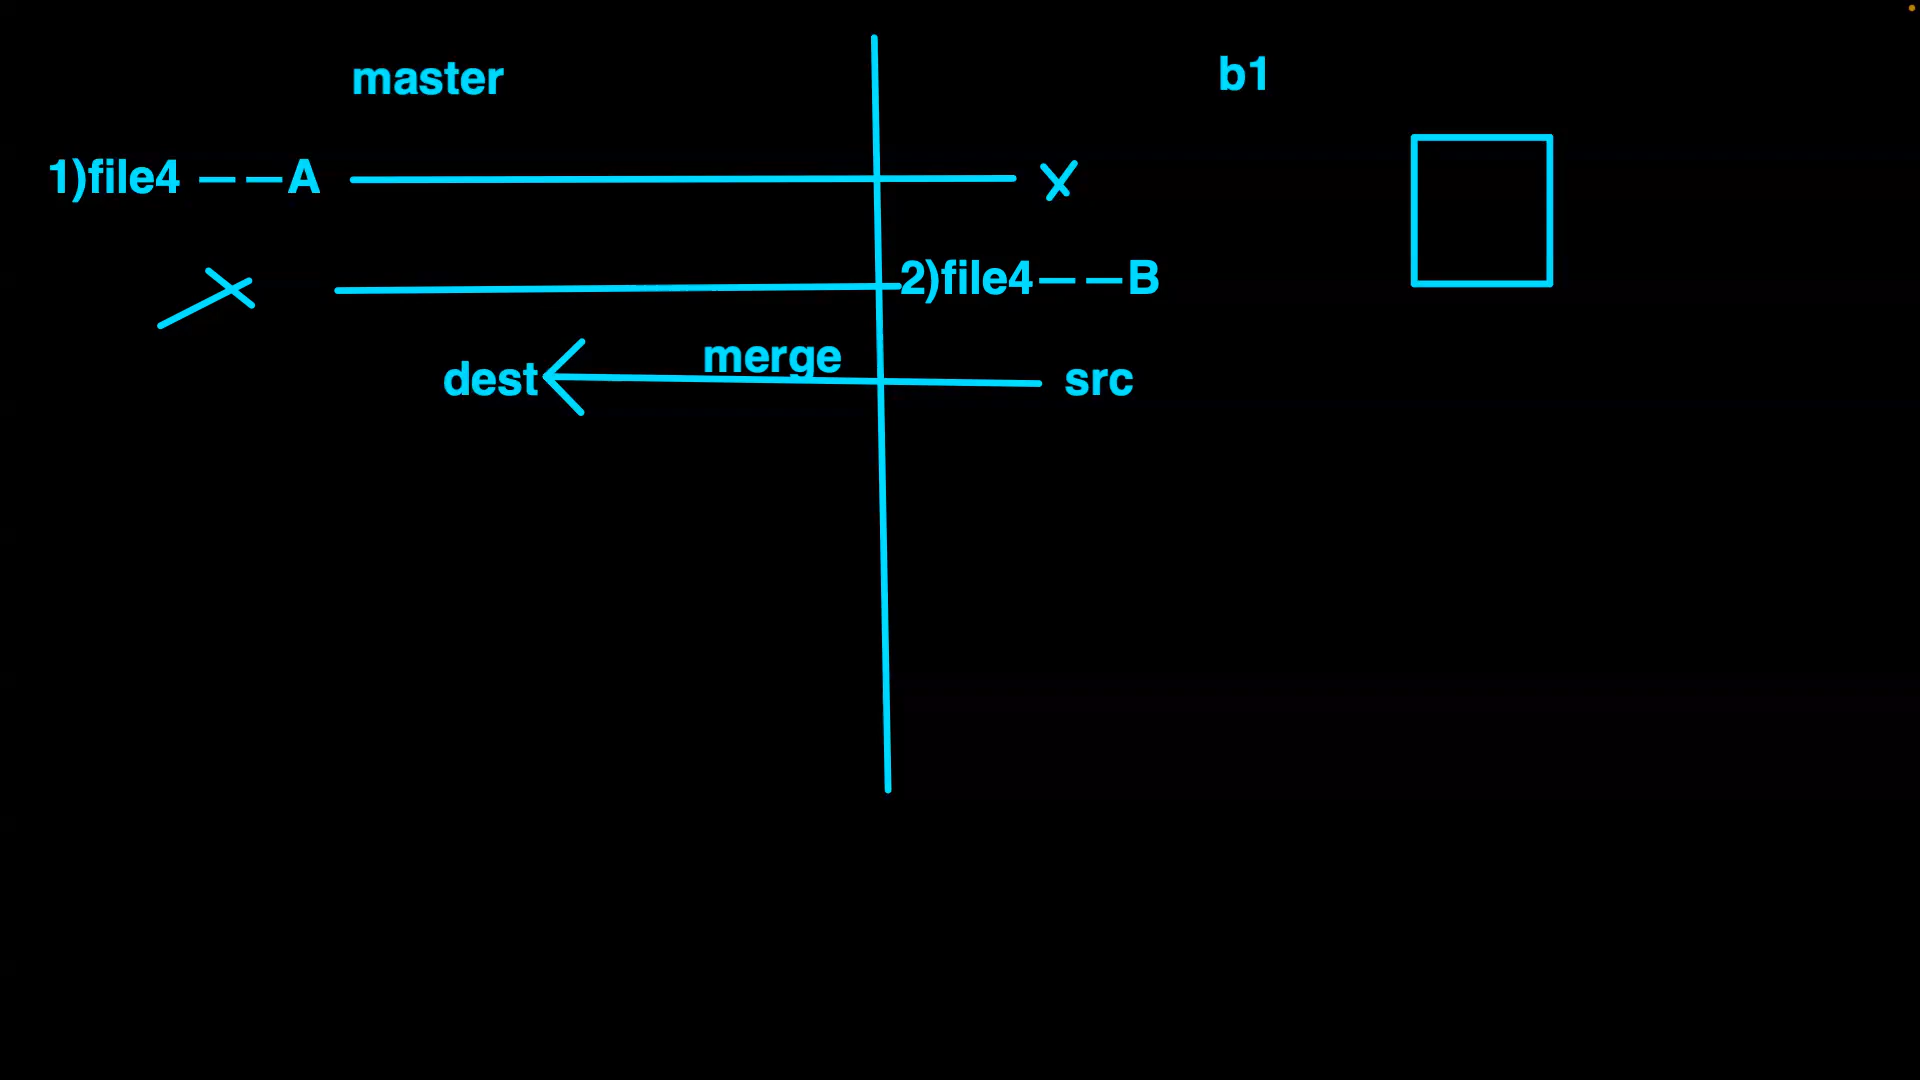 master
b1
1)file4 ——A
2)file4——B
merge
dest
src